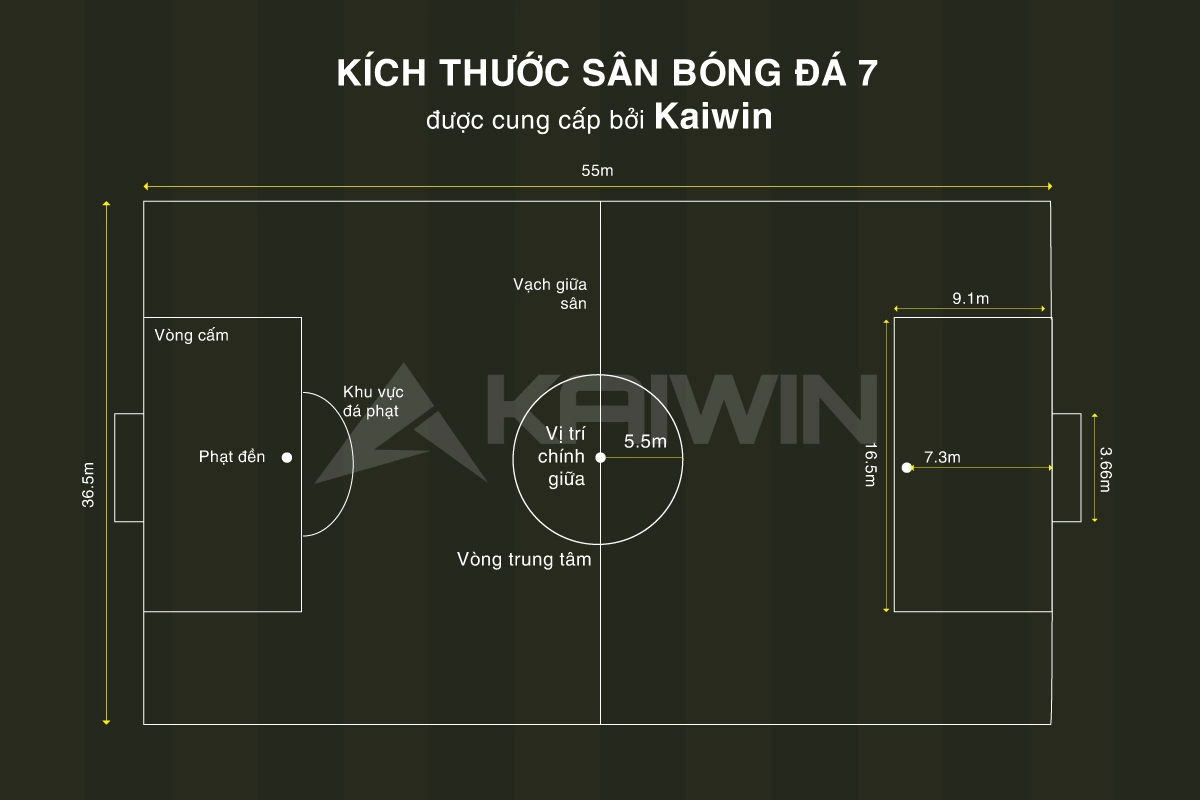 KÍCH THƯỚC SÂN BÓNG ĐÁ 7
được cung cấp bởi Kaiwin
55m
Vạch giữa
sân
9.1m
Vòng cấm
Khu vực
đá phạt
KAIWIN
Vị trí
chính
giữa
5.5m
Phạt đền
16.5m
7.3m
3.66m
36.5m
Vòng trung tâm